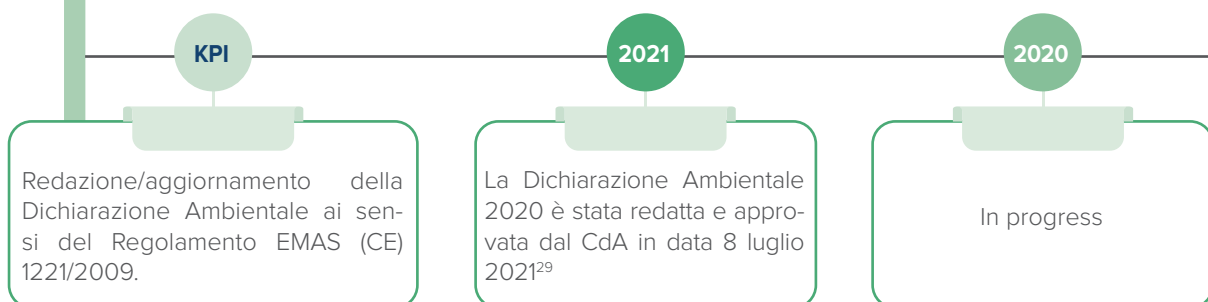 KPI
Redazione/aggiornamento della
Dichiarazione Ambientale ai sen-
si del Regolamento EMAS (CE)
1221/2009.
2021
La Dichiarazione Ambientale
2020 è stata redatta e appro-
vata dal CdA in data 8 luglio
2021²⁹
2020
In progress